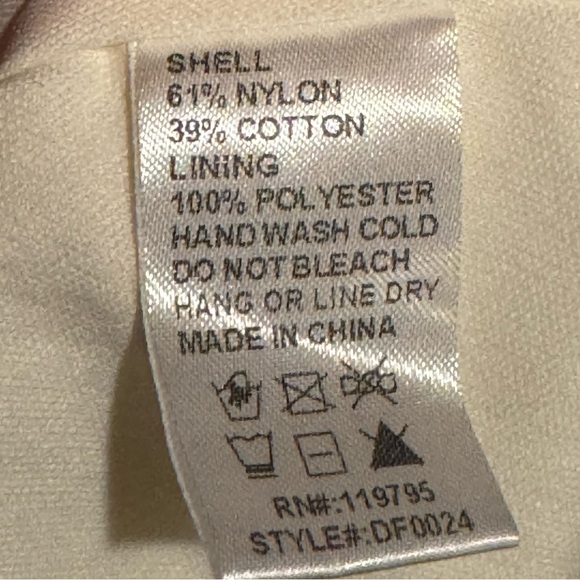 SHELL
61% NYLON
39% COTTON
LINING
100% POLYESTER
HAND WASH COLD
DO NOT BLEACH
HANG OR LINE DRY
MADE IN CHINA
RN#:119795
STYLE#:DF0024